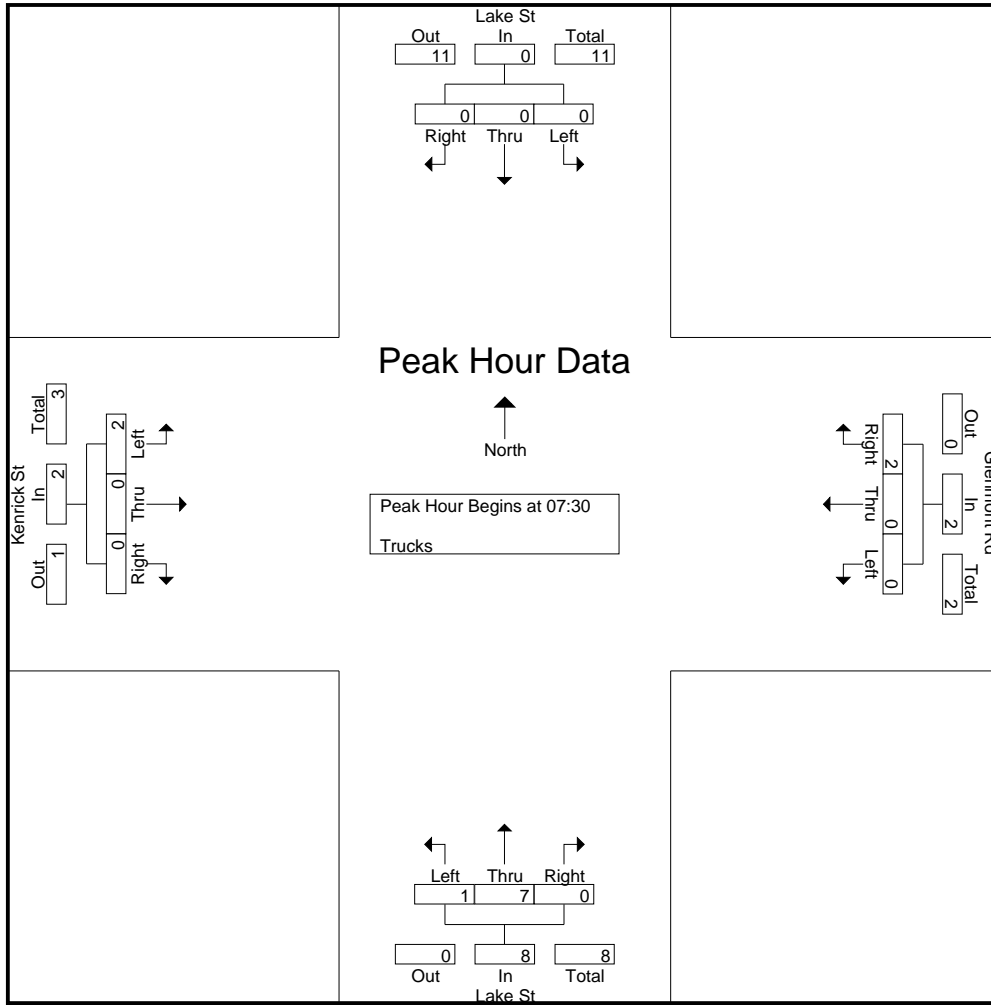 Lake St
Out In Total
11 0 11
0 0 0
Right Thru Left
Peak Hour Data
North
Peak Hour Begins at 07:30
Trucks
Kenrick St
Total In Out
3 2 1
2 0 0
Left Thru Right
Out In Total
0 2 2
2 0 0
Right Thru Left
Left Thru Right
1 7 0
0 8 8
Out In Total
Lake St